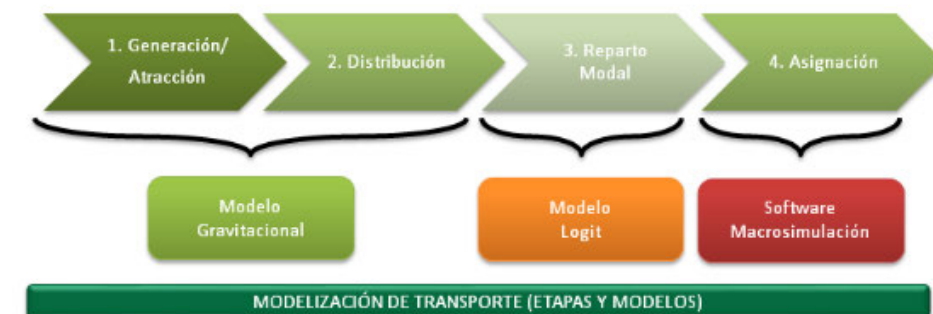 1. Generación/
Atracción
2. Distribución
3. Reparto
Modal
4. Asignación
Modelo
Gravitacional
Modelo
Logit
Software
Macrosimulación
MODELIZACIÓN DE TRANSPORTE (ETAPAS Y MODELOS)